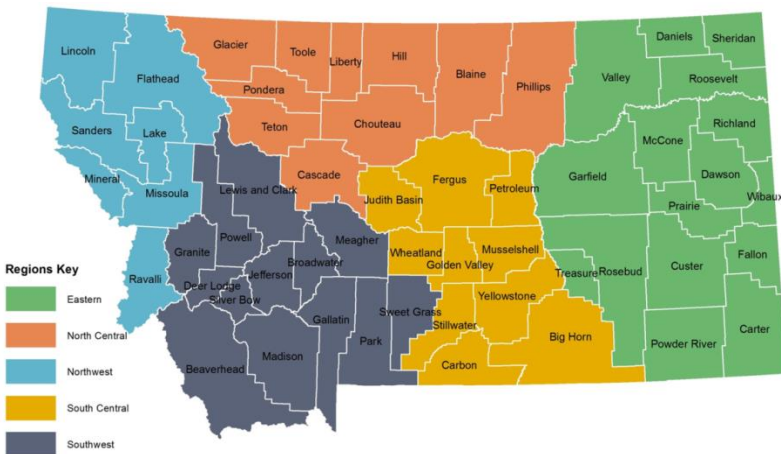 Lincoln
Flathead
Glacier
Toole
Liberty
Hill
Blaine
Phillips
Valley
Daniels
Sheridan
Roosevelt
Pondera
Teton
Chouteau
Sanders
Lake
Richland
McCone
Garfield
Dawson
Wibaux
Prairie
Mineral
Missoula
Lewis and Clark
Cascade
Judith Basin
Fergus
Petroleum
Powell
Granite
Meagher
Wheatland
Golden Valley
Musselshell
Treasure
Rosebud
Custer
Fallon
Ravalli
Deer Lodge
Silver Bow
Jefferson
Broadwater
Gallatin
Park
Sweet Grass
Stillwater
Yellowstone
Big Horn
Carbon
Powder River
Carter
Beaverhead
Madison
Regions Key
Eastern
North Central
Northwest
South Central
Southwest